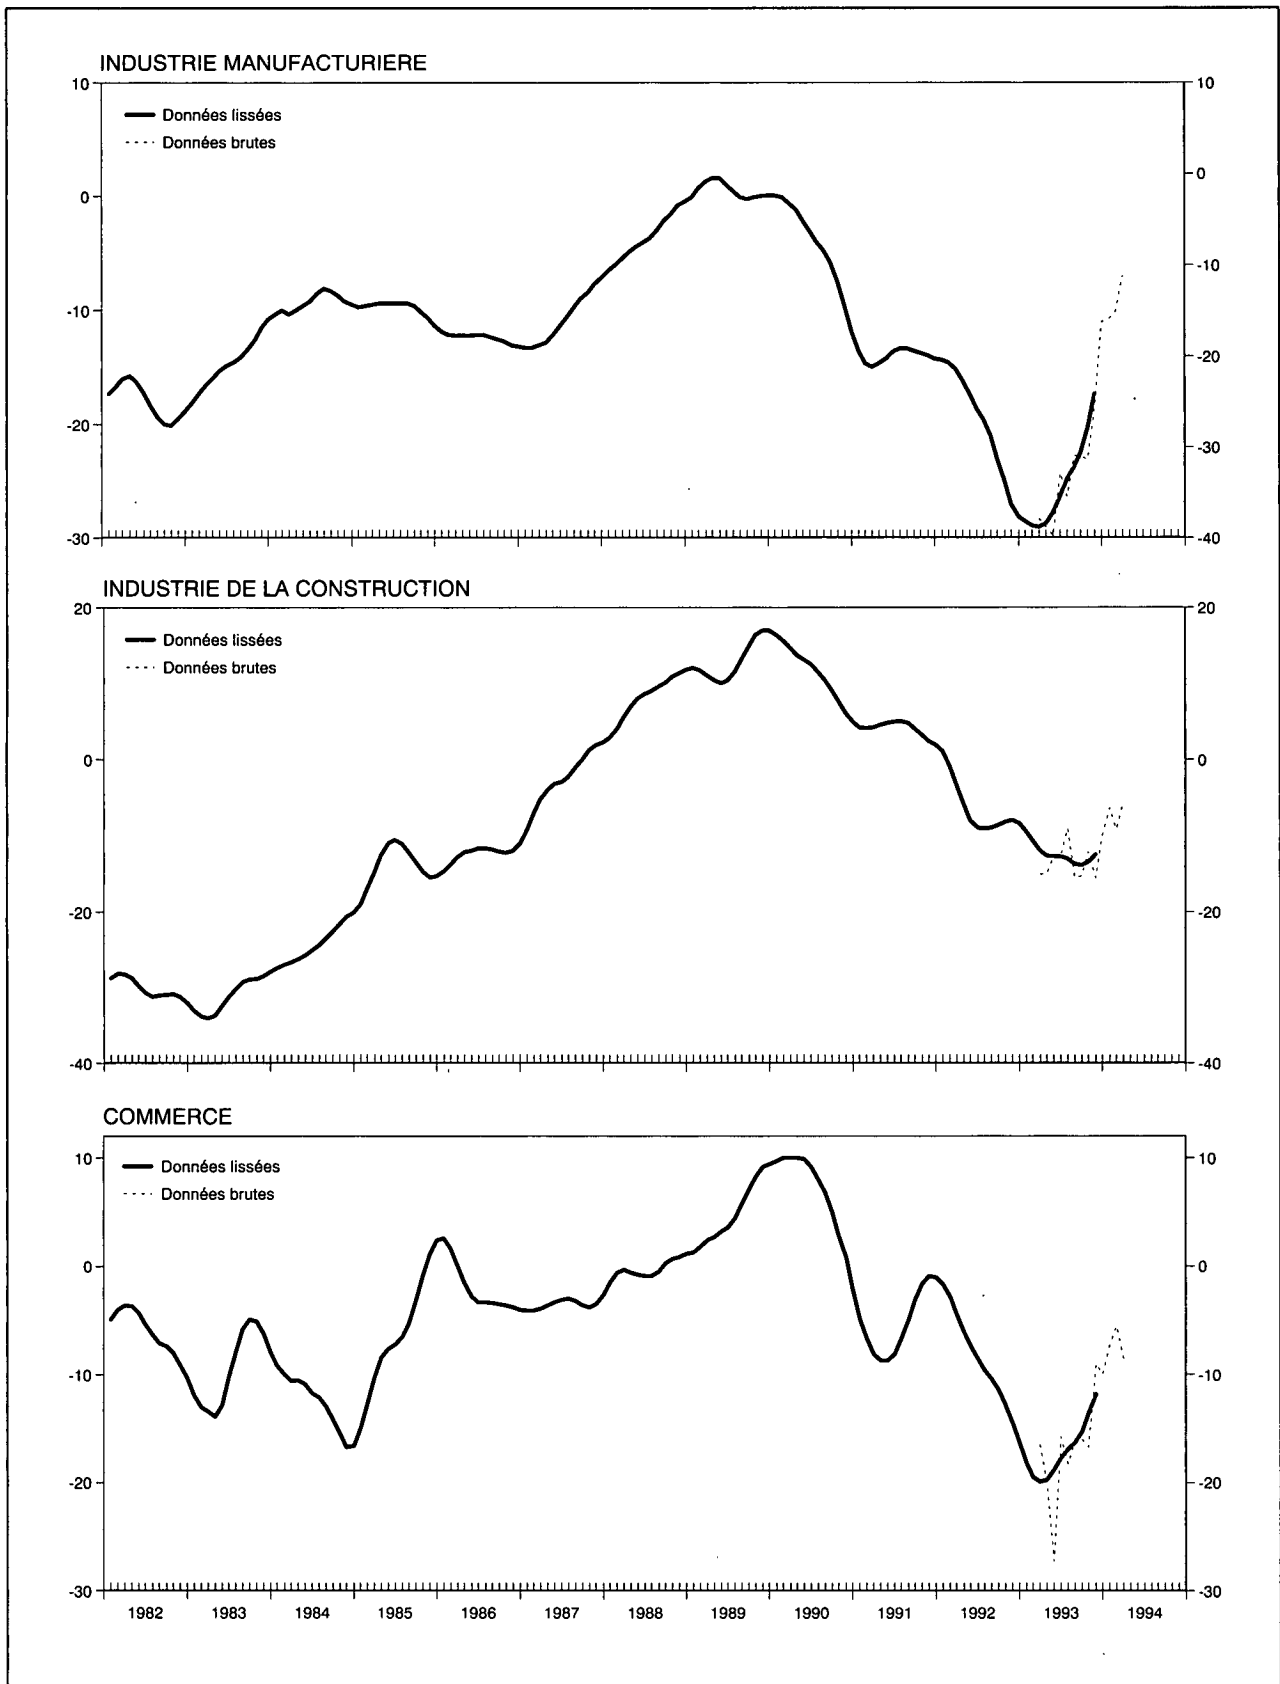 INDUSTRIE MANUFACTURIERE
10
10
Données lissées
Données brutes
0
0
-10
-10
-20
-20
-30
-30
-40
INDUSTRIE DE LA CONSTRUCTION
20
20
Données lissées
Données brutes
0
0
-20
-20
-40
-40
COMMERCE
10
10
Données lissées
Données brutes
0
0
-10
-10
-20
-20
-30
-30
1982 1983 1984 1985 1986 1987 1988 1989 1990 1991 1992 1993 1994